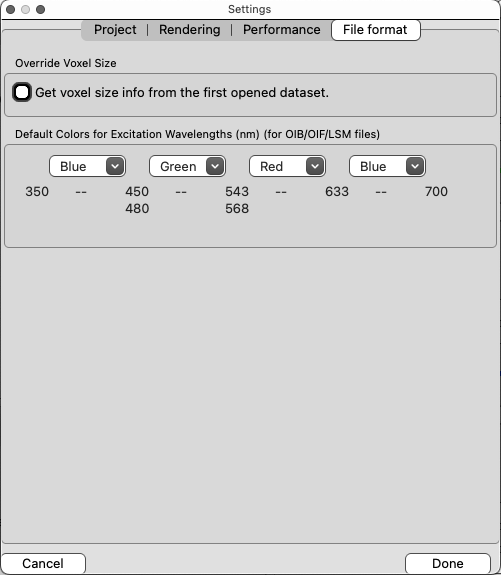 Settings
Project | Rendering | Performance File format
Override Voxel Size
Get voxel size info from the first opened dataset.
Default Colors for Excitation Wavelengths (nm) (for OIB/OIF/LSM files)
Blue Green Red Blue
350 -- 450 -- 543 -- 633 -- 700
480 568
Cancel Done